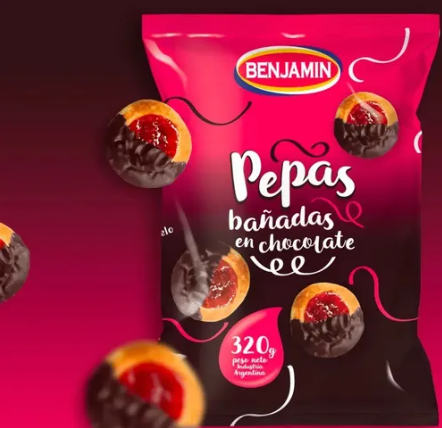 BENJAMIN
Pepas
bañadas
en chocolate
320g
peso neto
Industria
Argentina